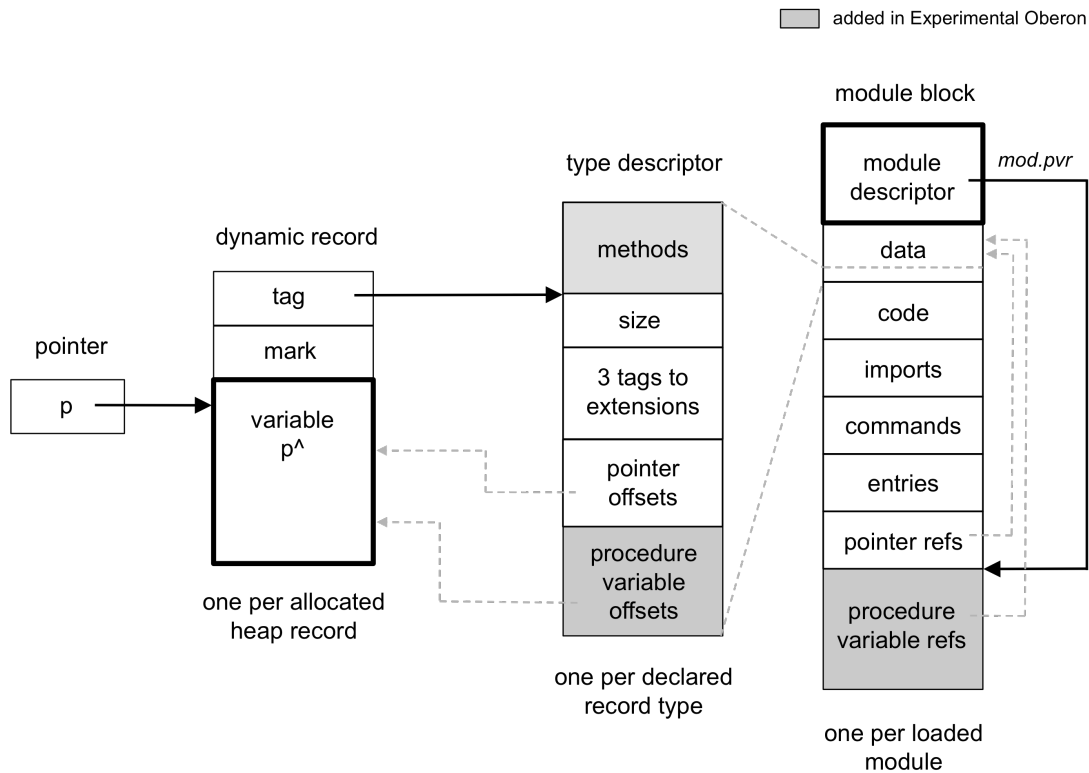 added in Experimental Oberon
module block
module
descriptor
mod.pvr
type descriptor
methods
data
dynamic record
tag
size
code
mark
pointer
p
variable
p^
3 tags to
extensions
imports
commands
pointer
offsets
entries
pointer refs
procedure
variable
offsets
procedure
variable refs
one per allocated
heap record
one per declared
record type
one per loaded
module